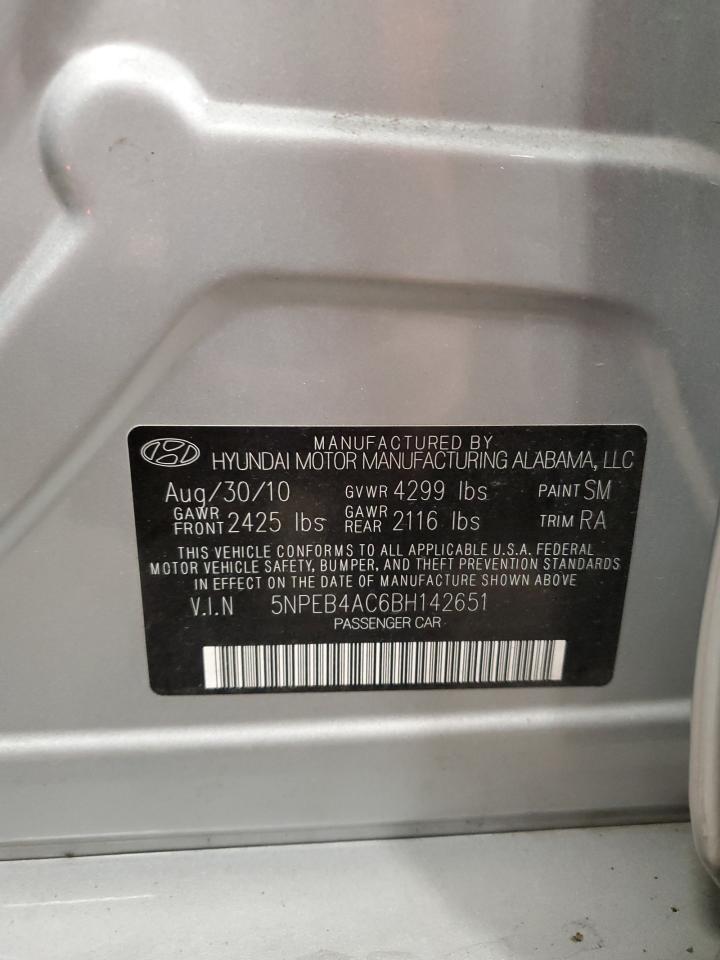 MANUFACTURED BY
HYUNDAI MOTOR MANUFACTURING ALABAMA, LLC
Aug/30/10 GVWR 4299 lbs PAINT SM
GAWR FRONT 2425 lbs GAWR REAR 2116 lbs TRIM RA
THIS VEHICLE CONFORMS TO ALL APPLICABLE U.S.A. FEDERAL
MOTOR VEHICLE SAFETY, BUMPER, AND THEFT PREVENTION STANDARDS
IN EFFECT ON THE DATE OF MANUFACTURE SHOWN ABOVE
V.I.N 5NPEB4AC6BH142651
PASSENGER CAR